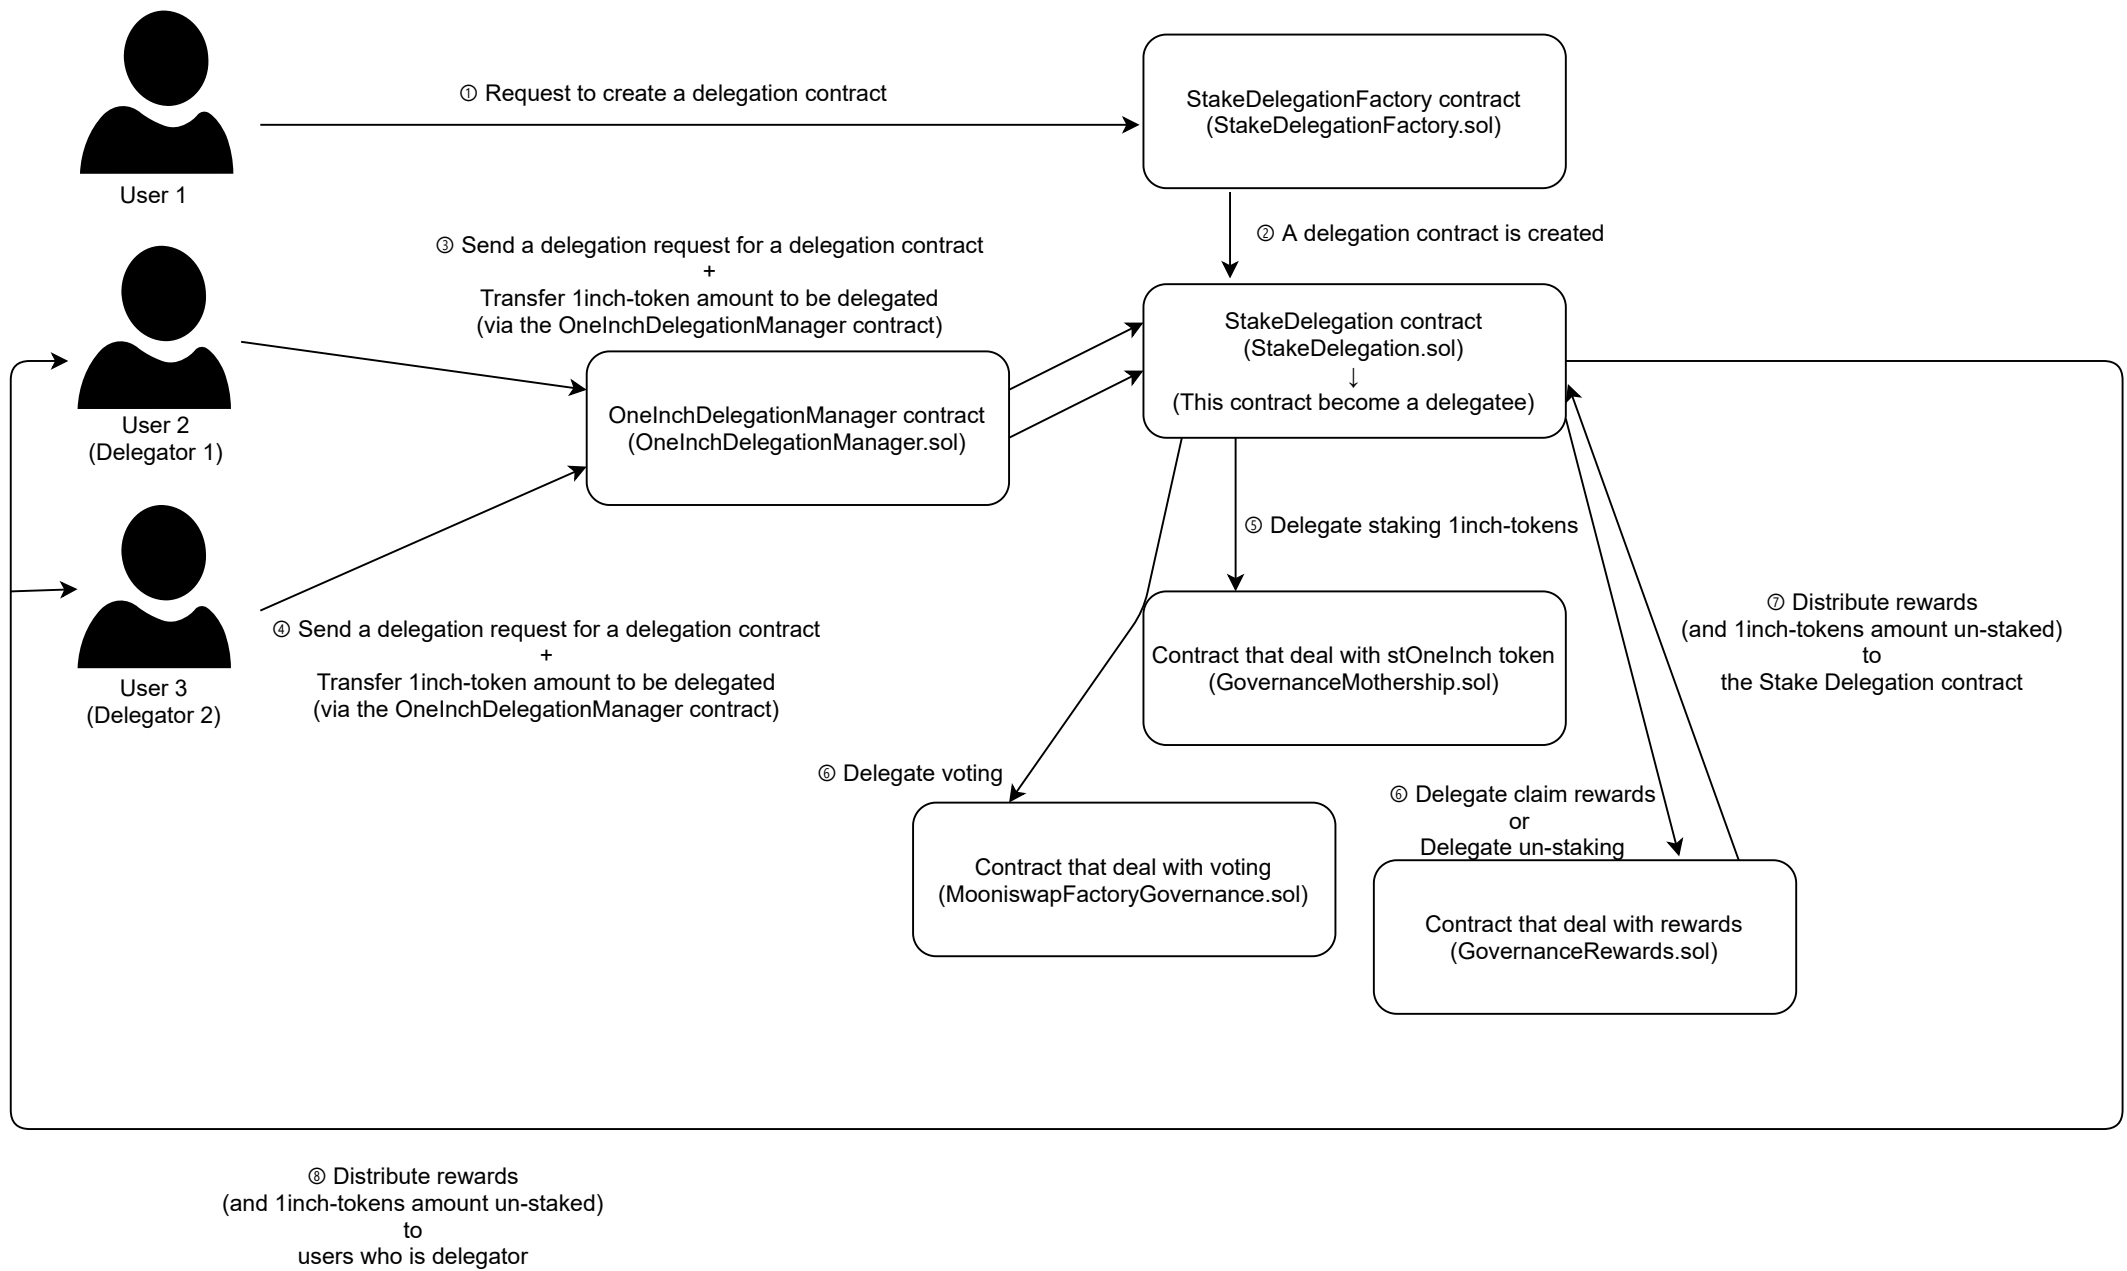 ① Request to create a delegation contract
StakeDelegationFactory contract
(StakeDelegationFactory.sol)
User 1
② A delegation contract is created
③ Send a delegation request for a delegation contract
+
Transfer 1inch-token amount to be delegated
(via the OneInchDelegationManager contract)
StakeDelegation contract
(StakeDelegation.sol)
↓
(This contract become a delegatee)
OneInchDelegationManager contract
(OneInchDelegationManager.sol)
User 2
(Delegator 1)
⑤ Delegate staking 1inch-tokens
④ Send a delegation request for a delegation contract
+
Transfer 1inch-token amount to be delegated
(via the OneInchDelegationManager contract)
User 3
(Delegator 2)
Contract that deal with stOneInch token
(GovernanceMothership.sol)
⑦ Distribute rewards
(and 1inch-tokens amount un-staked)
to
the Stake Delegation contract
⑥ Delegate voting
⑥ Delegate claim rewards
or
Delegate un-staking
Contract that deal with voting
(MooniswapFactoryGovernance.sol)
Contract that deal with rewards
(GovernanceRewards.sol)
⑧ Distribute rewards
(and 1inch-tokens amount un-staked)
to
users who is delegator